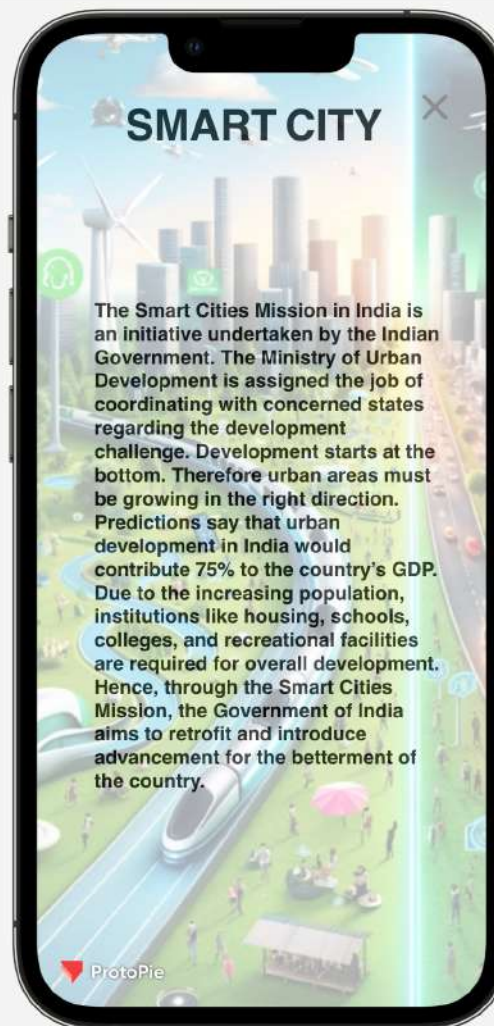 SMART CITY
The Smart Cities Mission in India is
an initiative undertaken by the Indian
Government. The Ministry of Urban
Development is assigned the job of
coordinating with concerned states
regarding the development
challenge. Development starts at the
bottom. Therefore urban areas must
be growing in the right direction.
Predictions say that urban
development in India would
contribute 75% to the country's GDP.
Due to the increasing population,
institutions like housing, schools,
colleges, and recreational facilities
are required for overall development.
Hence, through the Smart Cities
Mission, the Government of India
aims to retrofit and introduce
advancement for the betterment of
the country.
ProtoPie